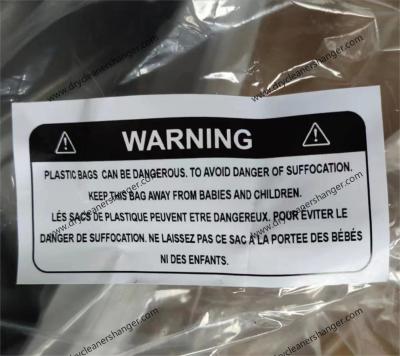 WARNING
PLASTIC BAGS CAN BE DANGEROUS. TO AVOID DANGER OF SUFFOCATION.
KEEP THIS BAG AWAY FROM BABIES AND CHILDREN.
LÉS SACS DE PLASTIQUE PEUVENT ETRE DANGEREUX. POUR ÉVITER LE
DANGER DE SUFFOCATION. NE LAISSEZ PAS CE SAC À LA PORTEE DES BÉBÉS
NI DES ENFANTS.
www.drycleanershanger.com